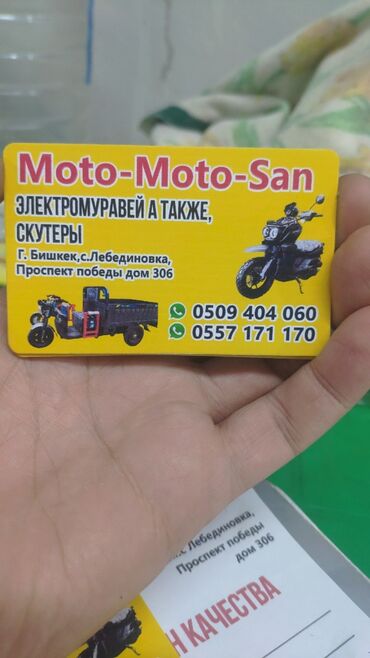 Moto-Moto-San
ЭЛЕКТРОМУРАВЕЙ А ТАКЖЕ,
СКУТЕРЫ
Г. Бишкек,с.Лебединовка,
Проспект победы дом 306
0509 404 060
0557 171 170
Лебединовка,
Проспект победы
дом 306
КАЧЕСТВА